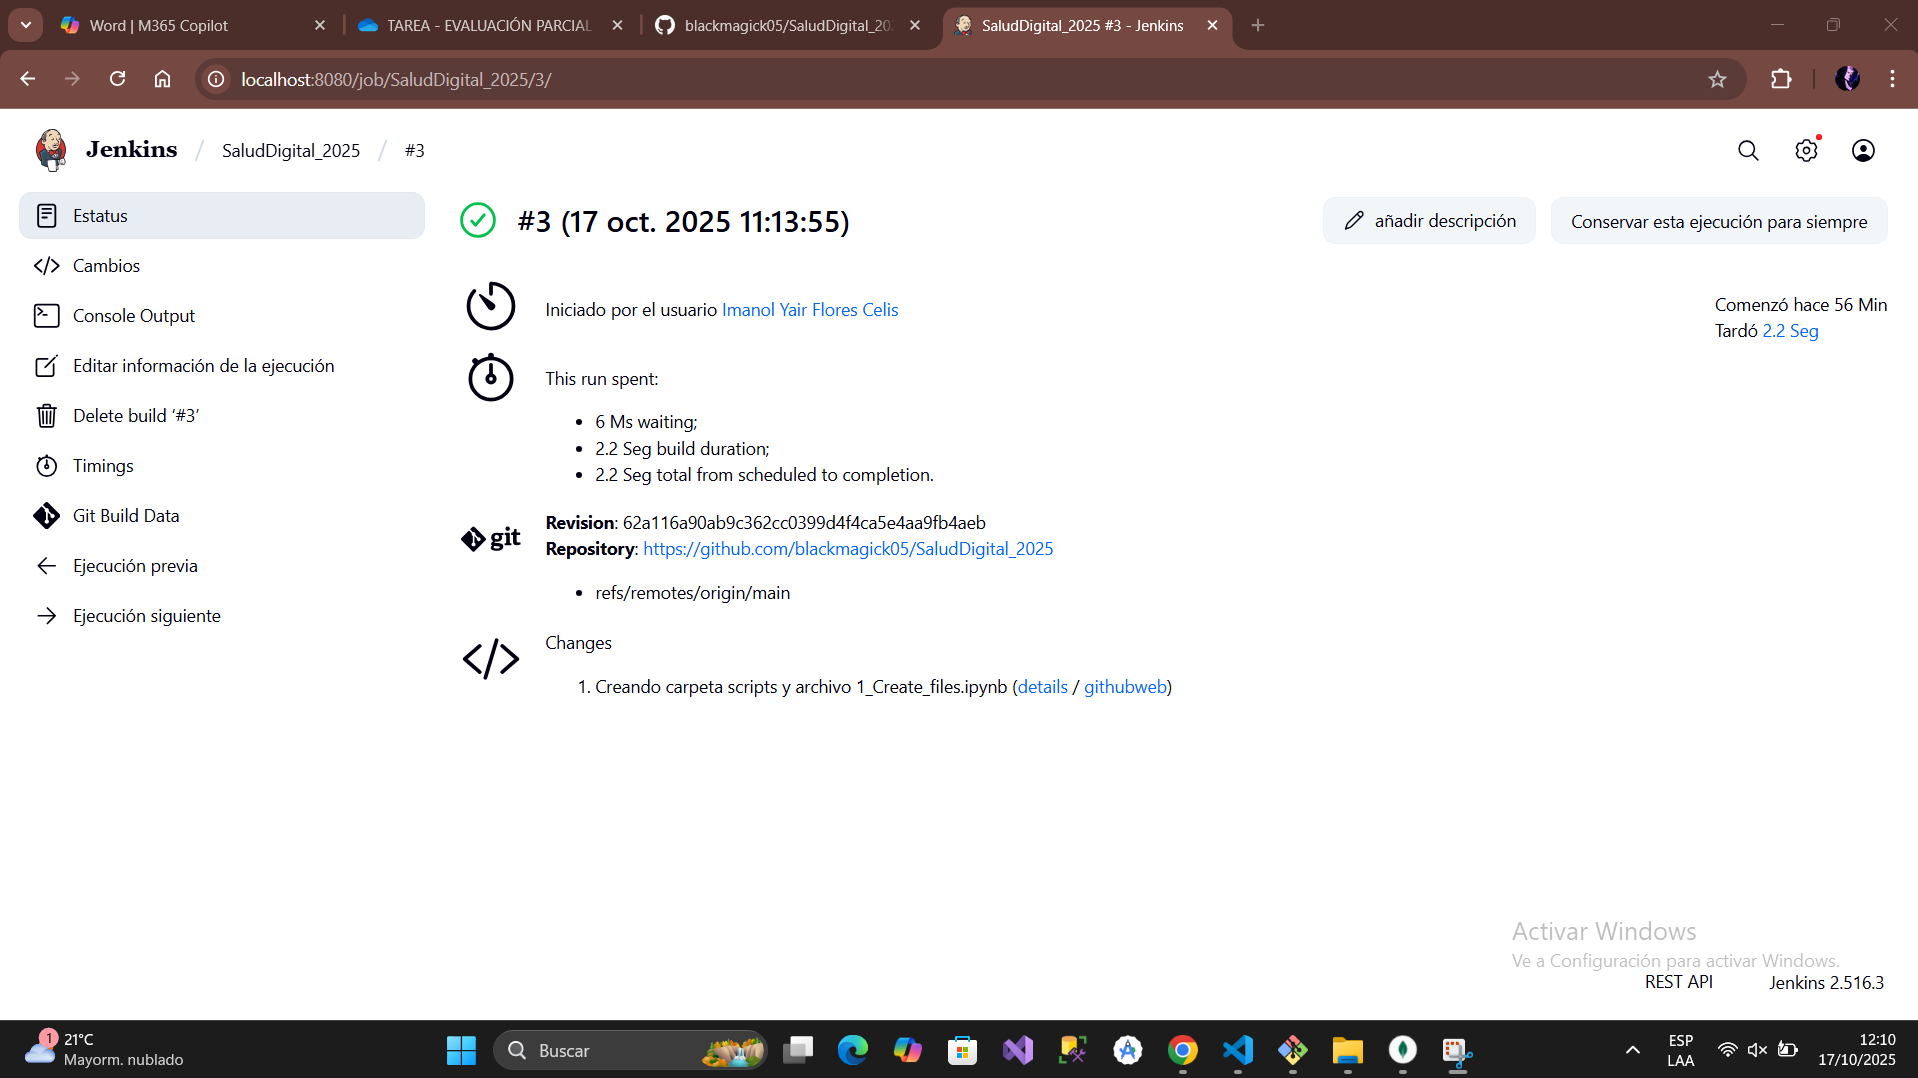 Word | M365 Copilot
TAREA - EVALUACIÓN PARCIAL
blackmagick05/SaludDigital_20
SaludDigital_2025 #3 - Jenkins
localhost:8080/job/SaludDigital_2025/3/
Jenkins / SaludDigital_2025 / #3
Estatus
Cambios
Console Output
Editar información de la ejecución
Delete build ‘#3’
Timings
Git Build Data
Ejecución previa
Ejecución siguiente
#3 (17 oct. 2025 11:13:55)
añadir descripción
Conservar esta ejecución para siempre
Iniciado por el usuario Imanol Yair Flores Celis
Comenzó hace 56 Min
Tardó 2.2 Seg
This run spent:
6 Ms waiting;
2.2 Seg build duration;
2.2 Seg total from scheduled to completion.
git
Revision: 62a116a90ab9c362cc0399d4f4ca5e4aa9fb4aeb
Repository: https://github.com/blackmagick05/SaludDigital_2025
refs/remotes/origin/main
Changes
1. Creando carpeta scripts y archivo 1_Create_files.ipynb (details / githubweb)
Activar Windows
Ve a Configuración para activar Windows.
REST API
Jenkins 2.516.3
1
21°C
Mayorm. nublado
Buscar
ESP
LAA
12:10
17/10/2025